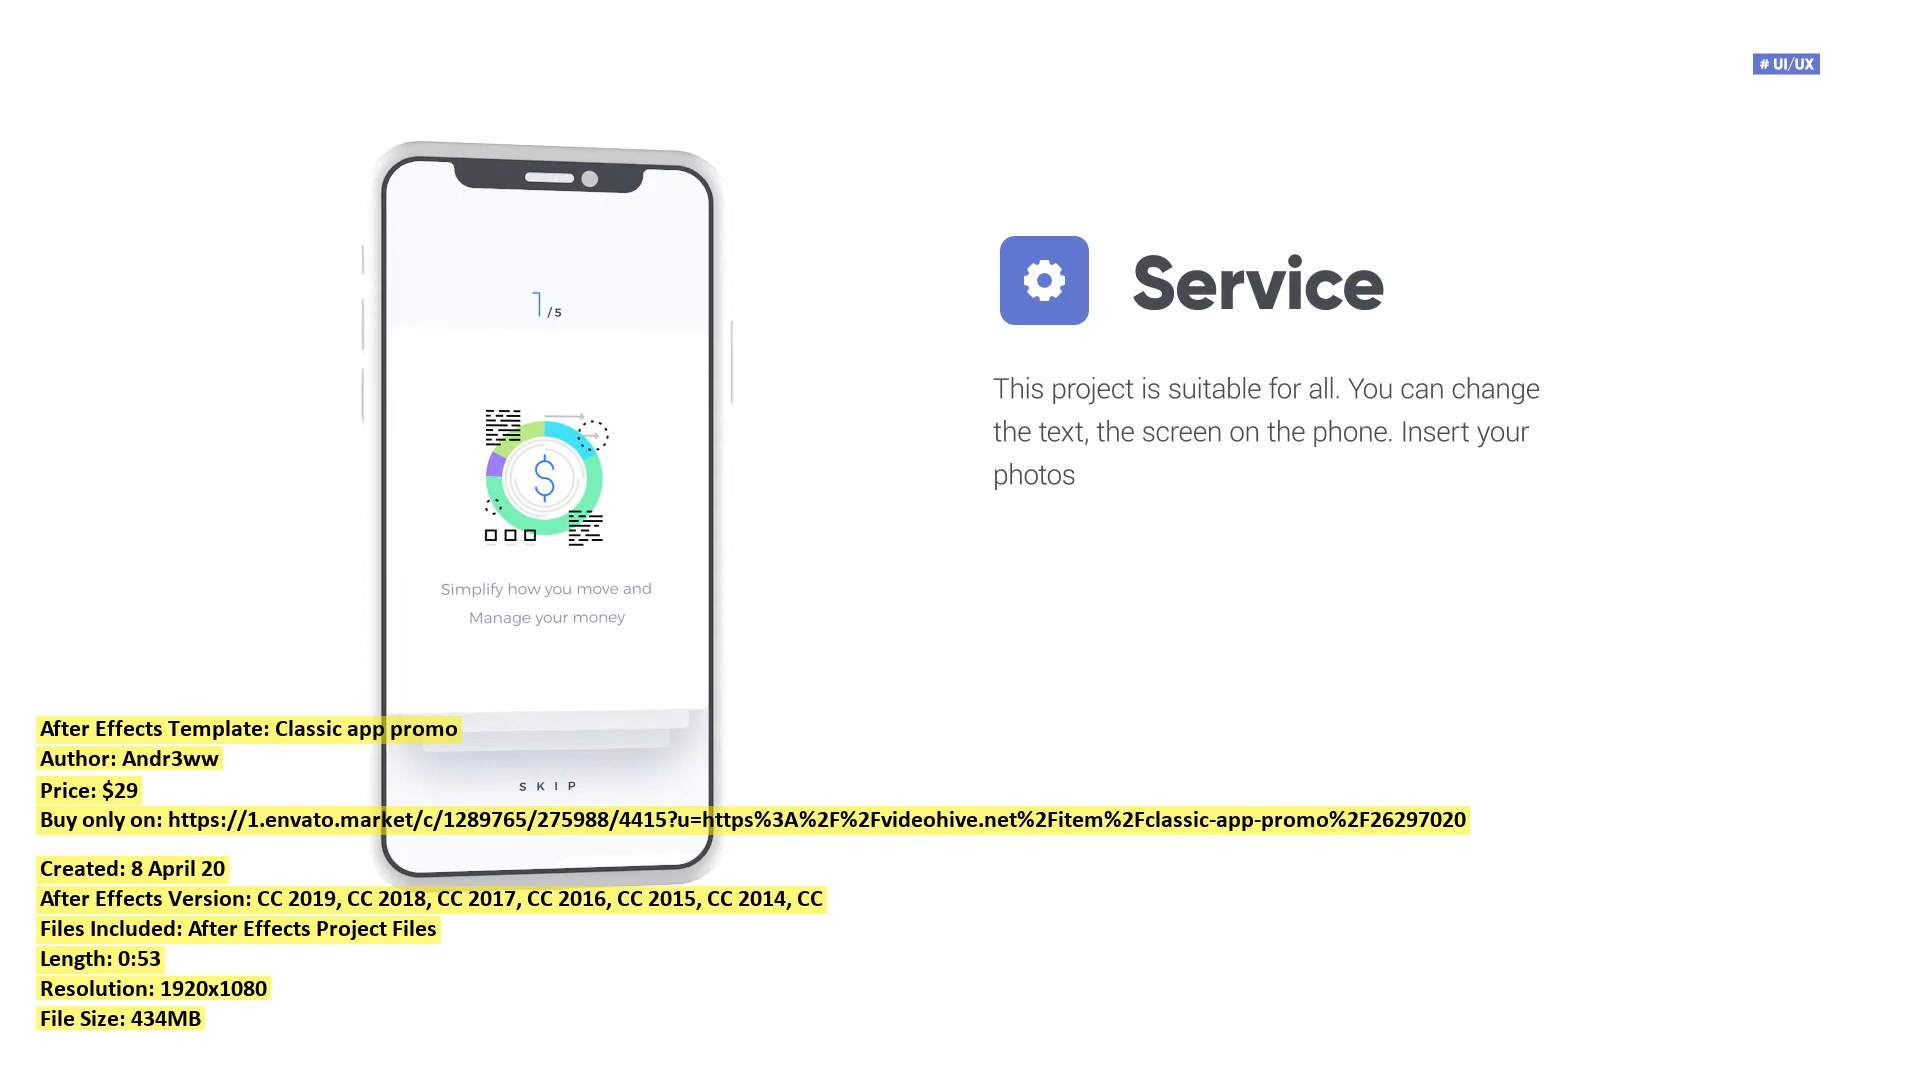 # UI/UX
Service
This project is suitable for all. You can change
the text, the screen on the phone. Insert your
photos
1/5
$
Simplify how you move and
Manage your money
SKIP
After Effects Template: Classic app promo
Author: Andr3ww
Price: $29
Buy only on: https://1.envato.market/c/1289765/275988/4415?u=https%3A%2F%2Fvideohive.net%2Fitem%2Fclassic-app-promo%2F26297020
Created: 8 April 20
After Effects Version: CC 2019, CC 2018, CC 2017, CC 2016, CC 2015, CC 2014, CC
Files Included: After Effects Project Files
Length: 0:53
Resolution: 1920x1080
File Size: 434MB